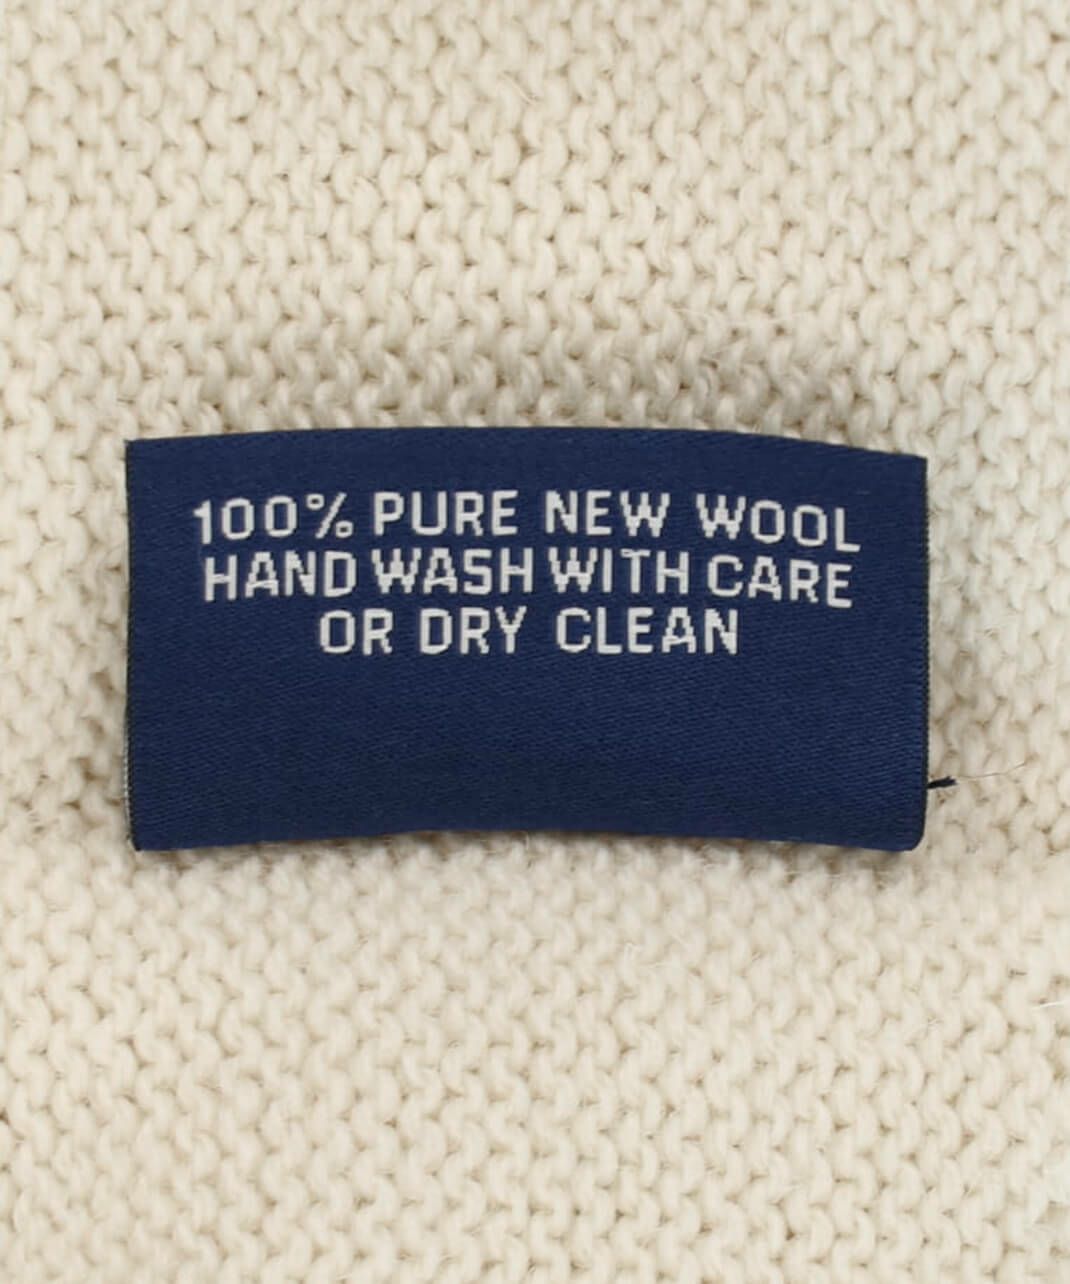 100% PURE NEW WOOL
HAND WASH WITH CARE
OR DRY CLEAN